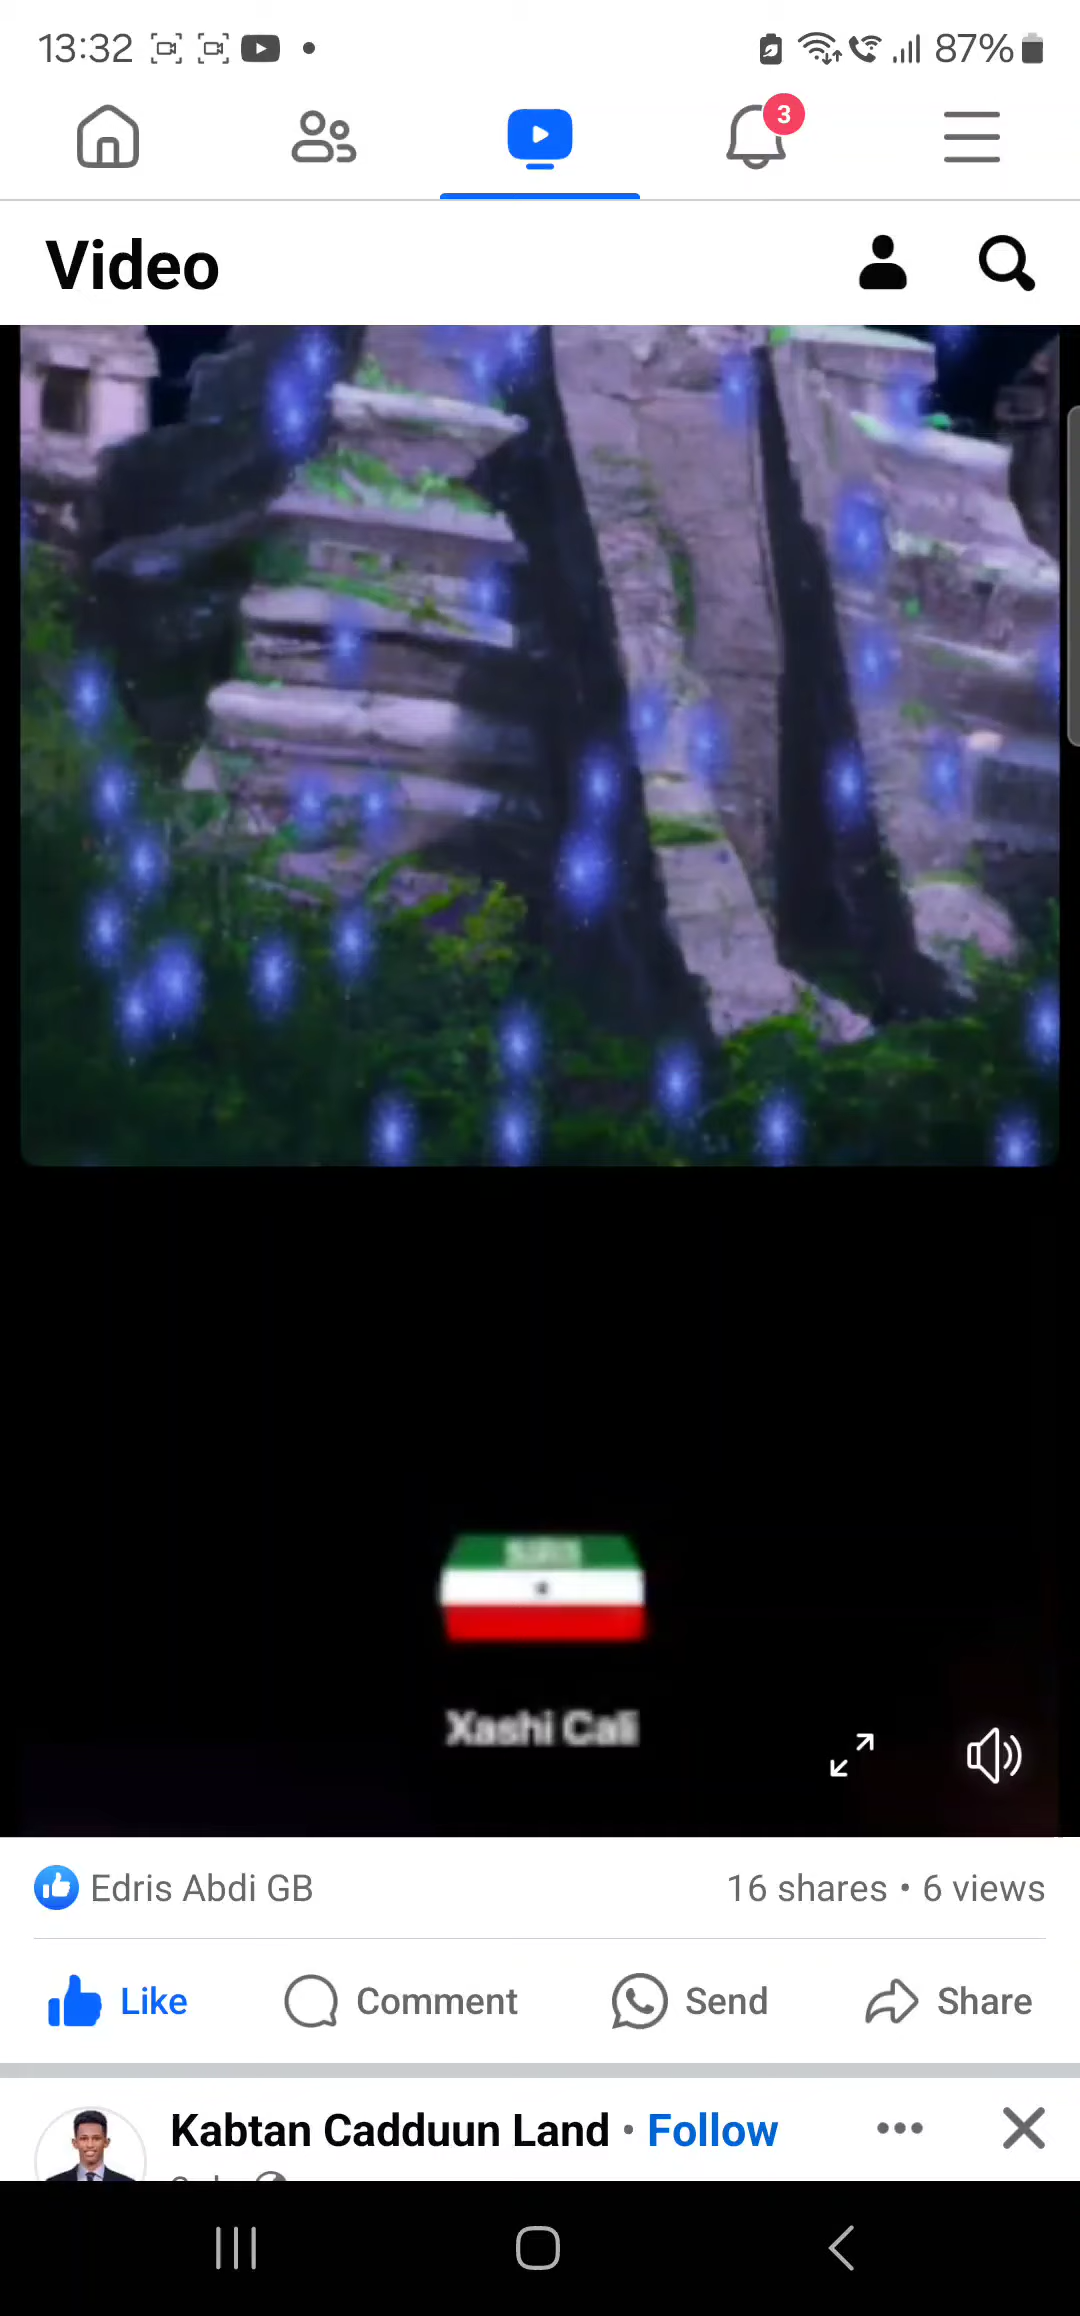 13:32
87%
3
Video
Xashi Cali
Edris Abdi GB
16 shares • 6 views
Like
Comment
Send
Share
Kabtan Cadduun Land • Follow